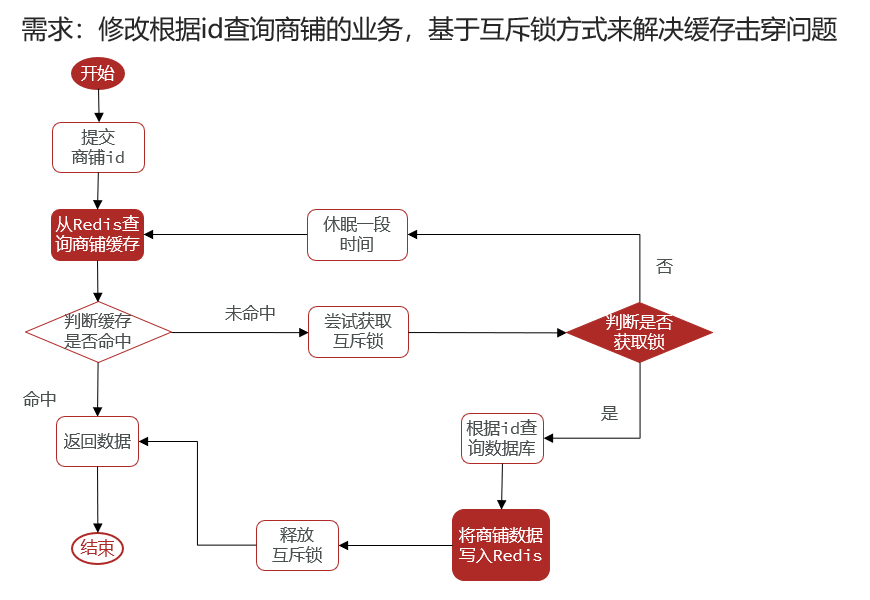 需求：修改根据id查询商铺的业务，基于互斥锁方式来解决缓存击穿问题
开始
提交
商铺id
从Redis查
询商铺缓存
休眠一段
时间
否
判断缓存
是否命中
未命中
尝试获取
互斥锁
判断是否
获取锁
命中
是
返回数据
根据id查
询数据库
将商铺数据
写入Redis
释放
互斥锁
结束